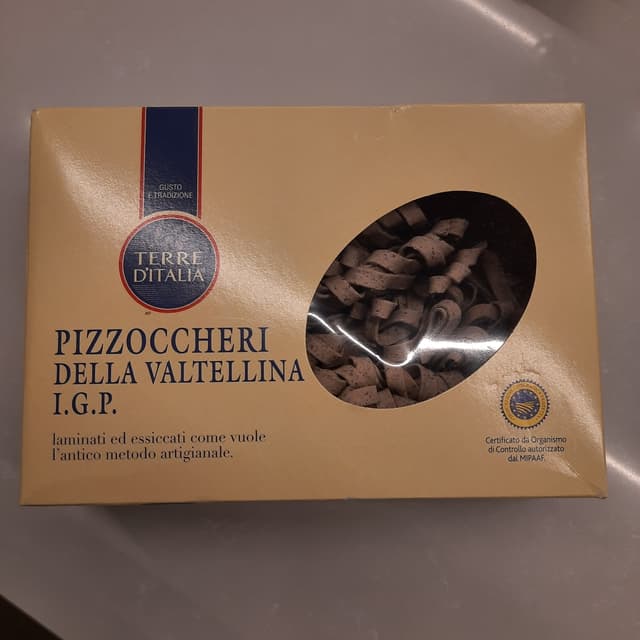 GUSTO
E TRADIZIONE
TERRE
D'ITALIA
PIZZOCCHERI
DELLA VALTELLINA
I.G.P.
laminati ed essiccati come vuole
l'antico metodo artigianale.
Certificato da Organismo
di Controllo autorizzato
dal MIPAAF.